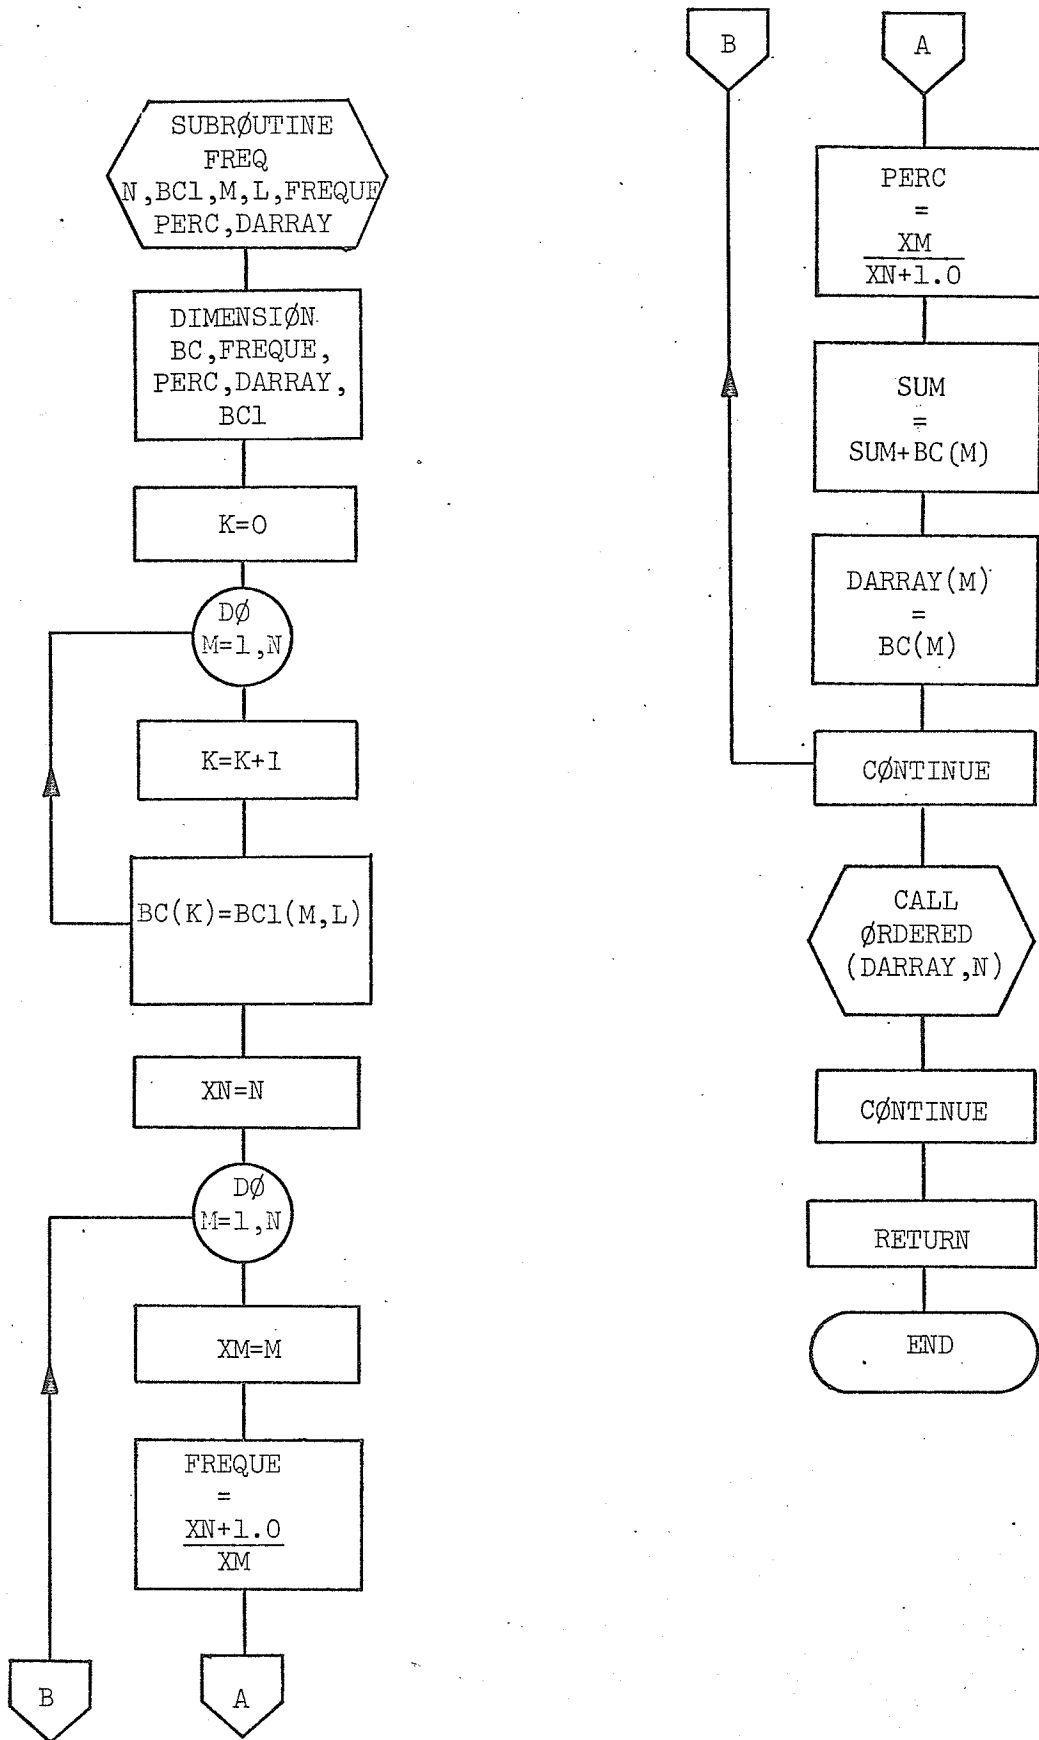 SUBRØUTINE
FREQ
N,BC1,M,L,FREQUE
PERC,DARRAY
DIMENSIØN
BC,FREQUE,
PERC,DARRAY,
BC1
K=0
DØ
M=1,N
K=K+1
BC(K)=BC1(M,L)
XN=N
DØ
M=1,N
XM=M
FREQUE
=
XN+1.0
XM
B
A
B
A
PERC
=
XM
XN+1.0
SUM
=
SUM+BC(M)
DARRAY(M)
=
BC(M)
CØNTINUE
CALL
ØRDERED
(DARRAY,N)
CØNTINUE
RETURN
END